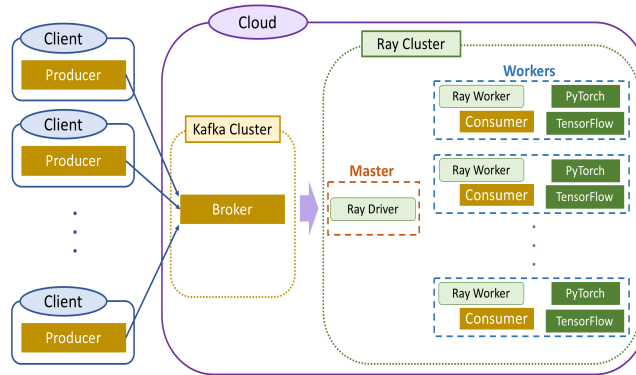 Cloud
Client
Producer
Client
Producer
Client
Producer
Kafka Cluster
Broker
Ray Cluster
Master
Ray Driver
Workers
Ray Worker
PyTorch
Consumer
TensorFlow
Ray Worker
PyTorch
Consumer
TensorFlow
Ray Worker
PyTorch
Consumer
TensorFlow